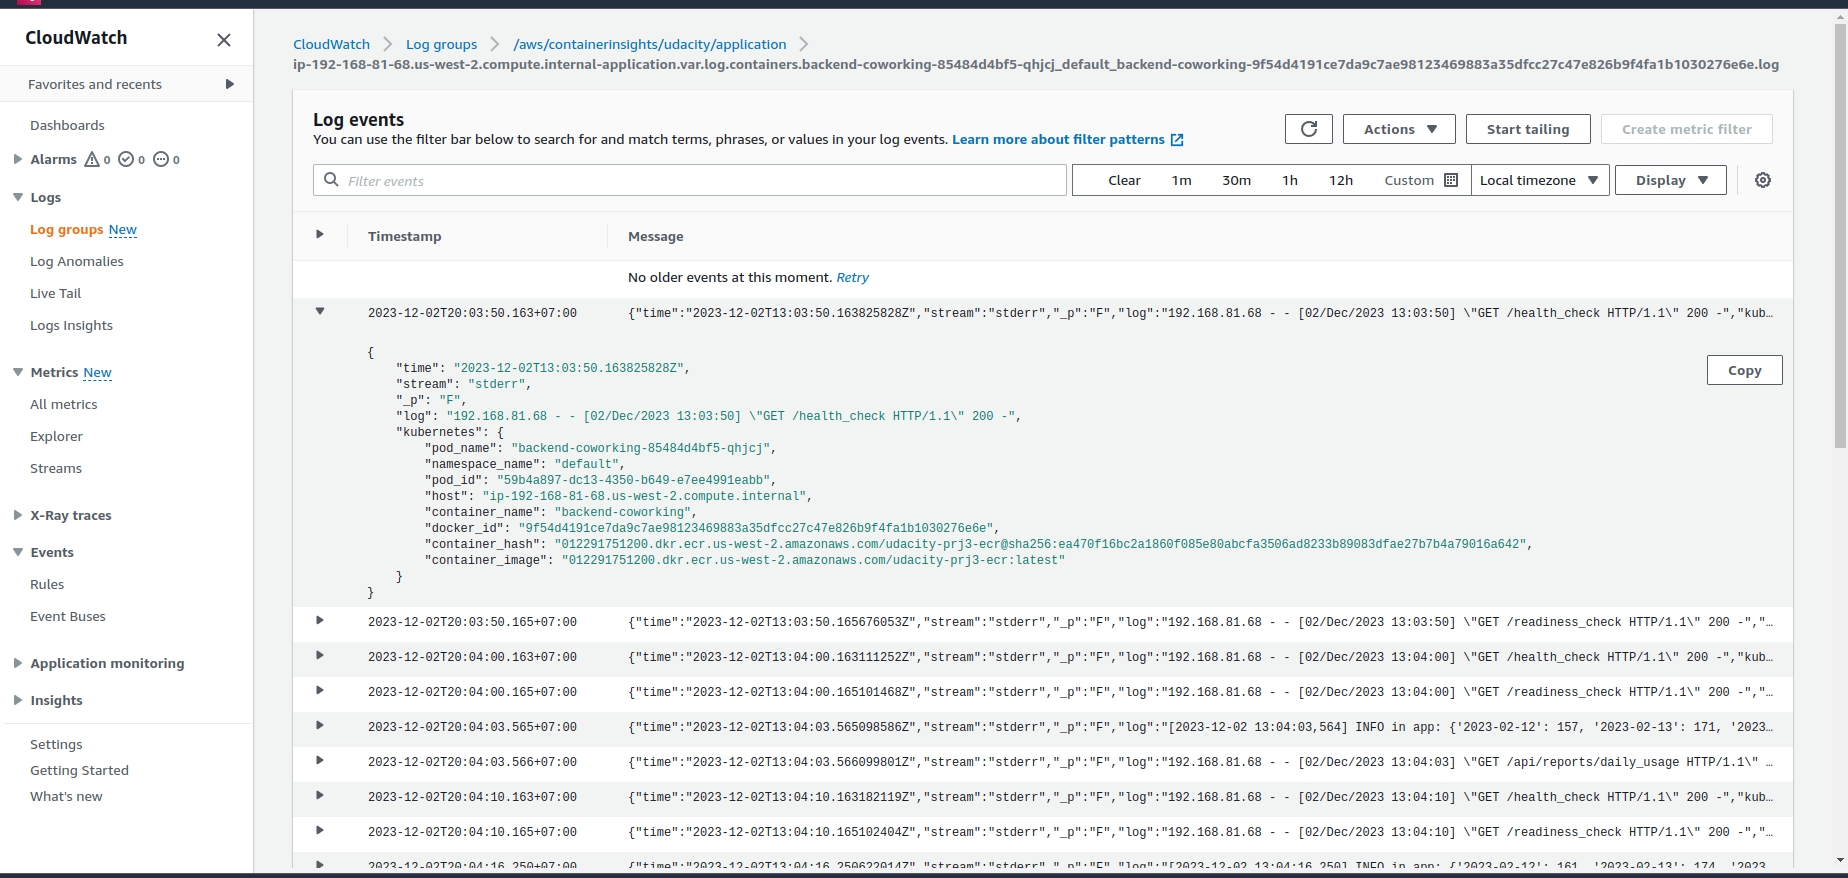 CloudWatch
Favorites and recents
Dashboards
Alarms 0 0 0
Logs
Log groups New
Log Anomalies
Live Tail
Logs Insights
Metrics New
All metrics
Explorer
Streams
X-Ray traces
Events
Rules
Event Buses
Application monitoring
Insights
Settings
Getting Started
What's new
CloudWatch Log groups /aws/containerinsights/udacity/application
ip-192-168-81-68.us-west-2.compute.internal-application.var.log.containers.backend-coworking-85484d4bf5-qhjcj_default_backend-coworking-9f54d4191ce7da9c7ae98123469883a35dfcc27c47e826b9f4fa1b1030276e6e.log
Log events
You can use the filter bar below to search for and match terms, phrases, or values in your log events. Learn more about filter patterns
Actions Start tailing Create metric filter
Filter events Clear 1m 30m 1h 12h Custom Local timezone Display
Timestamp Message
No older events at this moment. Retry
2023-12-02T20:03:50.163+07:00 {"time":"2023-12-02T13:03:50.163825828Z","stream":"stderr","_p":"F","log":"192.168.81.68 - - [02/Dec/2023 13:03:50] \"GET /health_check HTTP/1.1\" 200 -","kub…
{
"time": "2023-12-02T13:03:50.163825828Z",
"stream": "stderr",
"_p": "F",
"log": "192.168.81.68 - - [02/Dec/2023 13:03:50] \"GET /health_check HTTP/1.1\" 200 -",
"kubernetes": {
"pod_name": "backend-coworking-85484d4bf5-qhjcj",
"namespace_name": "default",
"pod_id": "59b4a897-dc13-4350-b649-e7ee4991eabb",
"host": "ip-192-168-81-68.us-west-2.compute.internal",
"container_name": "backend-coworking",
"docker_id": "9f54d4191ce7da9c7ae98123469883a35dfcc27c47e826b9f4fa1b1030276e6e",
"container_hash": "012291751200.dkr.ecr.us-west-2.amazonaws.com/udacity-prj3-ecr@sha256:ea470f16bc2a1860f085e80abcfa3506ad8233b89083dfae27b7b4a79016a642",
"container_image": "012291751200.dkr.ecr.us-west-2.amazonaws.com/udacity-prj3-ecr:latest"
}
}
Copy
2023-12-02T20:03:50.165+07:00 {"time":"2023-12-02T13:03:50.165676053Z","stream":"stderr","_p":"F","log":"192.168.81.68 - - [02/Dec/2023 13:03:50] \"GET /readiness_check HTTP/1.1\" 200 -","…
2023-12-02T20:04:00.163+07:00 {"time":"2023-12-02T13:04:00.163111252Z","stream":"stderr","_p":"F","log":"192.168.81.68 - - [02/Dec/2023 13:04:00] \"GET /health_check HTTP/1.1\" 200 -","kub…
2023-12-02T20:04:00.165+07:00 {"time":"2023-12-02T13:04:00.165101468Z","stream":"stderr","_p":"F","log":"192.168.81.68 - - [02/Dec/2023 13:04:00] \"GET /readiness_check HTTP/1.1\" 200 -","…
2023-12-02T20:04:03.565+07:00 {"time":"2023-12-02T13:04:03.565098586Z","stream":"stderr","_p":"F","log":"[2023-12-02 13:04:03,564] INFO in app: {'2023-02-12': 157, '2023-02-13': 171, '2023…
2023-12-02T20:04:03.566+07:00 {"time":"2023-12-02T13:04:03.566099801Z","stream":"stderr","_p":"F","log":"192.168.81.68 - - [02/Dec/2023 13:04:03] \"GET /api/reports/daily_usage HTTP/1.1\" …
2023-12-02T20:04:10.163+07:00 {"time":"2023-12-02T13:04:10.163182119Z","stream":"stderr","_p":"F","log":"192.168.81.68 - - [02/Dec/2023 13:04:10] \"GET /health_check HTTP/1.1\" 200 -","kub…
2023-12-02T20:04:10.165+07:00 {"time":"2023-12-02T13:04:10.165102404Z","stream":"stderr","_p":"F","log":"192.168.81.68 - - [02/Dec/2023 13:04:10] \"GET /readiness_check HTTP/1.1\" 200 -","…
2023-12-02T20:04:16.250+07:00 {"time":"2023-12-02T13:04:16.250622014Z","stream":"stderr","_p":"F","log":"[2023-12-02 13:04:16,250] INFO in app: {'2023-02-12': 161, '2023-02-13': 174, '2023